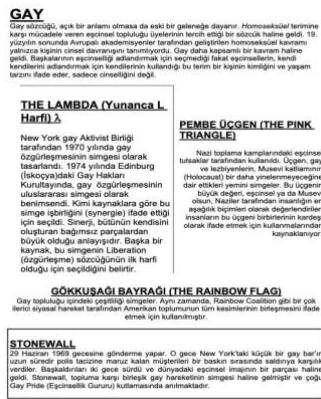 GAY
Gay sözcüğü, açık bir anlamı olmasa da eski bir geleneğe dayanır. Homoseksüel terimine
karşı mücadele veren eşcinsel topluluğu üyelerinin tercih ettiği bir sözcük haline geldi. 19.
yüzyılın sonunda Avrupalı akademisyenler tarafından geliştirilen homoseksüel kavramı
yalnızca kişinin cinsel davranışını tanımlıyordu. Gay daha kapsamlı bir kavram haline
geldi. Başkalarının eşcinselliği adlandırmak için seçmediği fakat eşcinsellerin, kendi
kendilerini adlandırmak için kendilerinin kullandığı bu terim bir kişinin kimliğini ve yaşam
tarzını ifade eder, sadece cinselliğini değil.
THE LAMBDA (Yunanca L
Harfi) λ
New York gay Aktivist Birliği
tarafından 1970 yılında gay
özgürleşmesinin simgesi olarak
tasarlandı. 1974 yılında Edinburg
(İskoçya)daki Gay Hakları
Kurultayında, gay özgürleşmesinin
uluslararası simgesi olarak
benimsendi. Kimi kaynaklara göre bu
simge işbirliğini (synergie) ifade ettiği
için seçildi. Sinerji, bütünün kendisini
oluşturan bağımsız parçalardan
büyük olduğu anlayışıdır. Başka bir
kaynak, bu simgenin Liberation
(özgürleşme) sözcüğünün ilk harfi
olduğu için seçildiğini belirtir.
PEMBE ÜÇGEN (THE PINK
TRIANGLE)
Nazi toplama kamplarındaki eşcinsel
tutsaklar tarafından kullanıldı. Üçgen, gay
ve lezbiyenlerin, Musevi katliamının
(Holocaust) bir daha yinelenmeyeceğine
dair ettikleri yemini simgeler. Bu üçgenin
büyük değeri, eşcinsel ya da Musevi
olsun, Naziler tarafından insanlığın en
aşağılık biçimleri olarak değerlendirilen
insanların bu üçgeni birbirlerinin kardeşi
olarak ifade etmek için kullanmalarından
kaynaklanıyor
GÖKKUŞAĞI BAYRAĞI (THE RAINBOW FLAG)
Gay topluluğu içindeki çeşitliliği simgeler. Aynı zamanda, Rainbow Coalition gibi bir çok
ilerici siyasal hareket tarafından Amerikan toplumunun tüm kesimlerinin birleşmesini ifade
etmek için kullanılmıştır.
STONEWALL
29 Haziran 1969 gecesine gönderme yapar. O gece New York'taki küçük bir gay bar'ın
uzun süredir polis tacizine maruz kalan müşterileri bir baskın sırasında saldırıya karşılık
verdiler. Başkaldırıları iki gece sürdü ve dünyadaki eşcinsel imajının bir parçası haline
geldi. Stonewall, topluma karşı birleşik gay hareketinin simgesi haline gelmiştir ve çoğu
Gay Pride (Eşcinsellik Gururu) kutlamasında anılmaktadır.